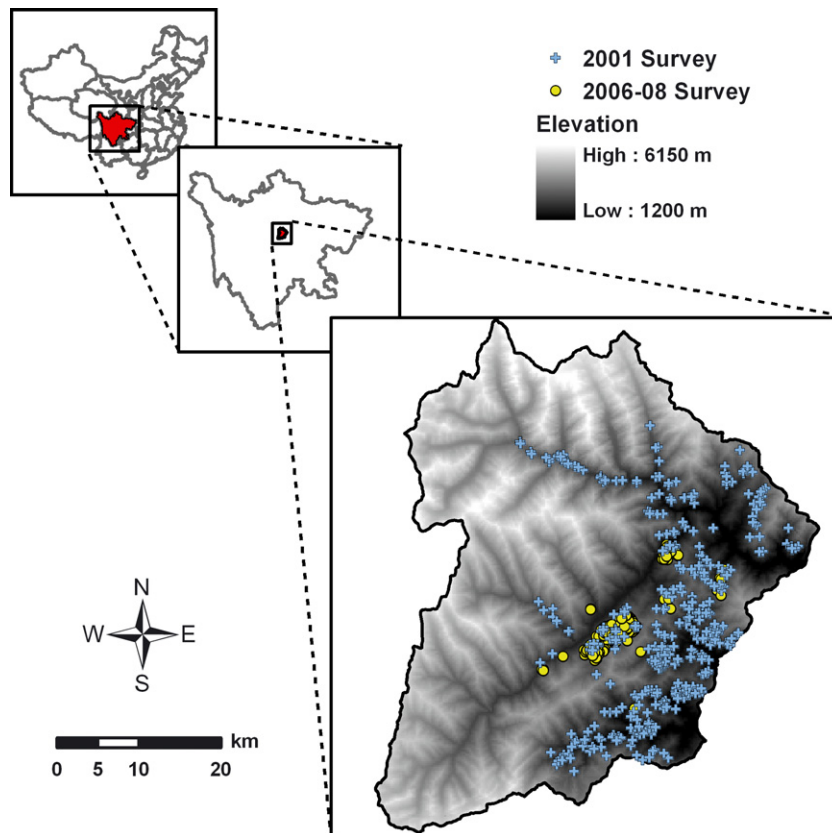 2001 Survey
2006-08 Survey
Elevation
High : 6150 m
Low : 1200 m
N
W E
S
km
0 5 10 20